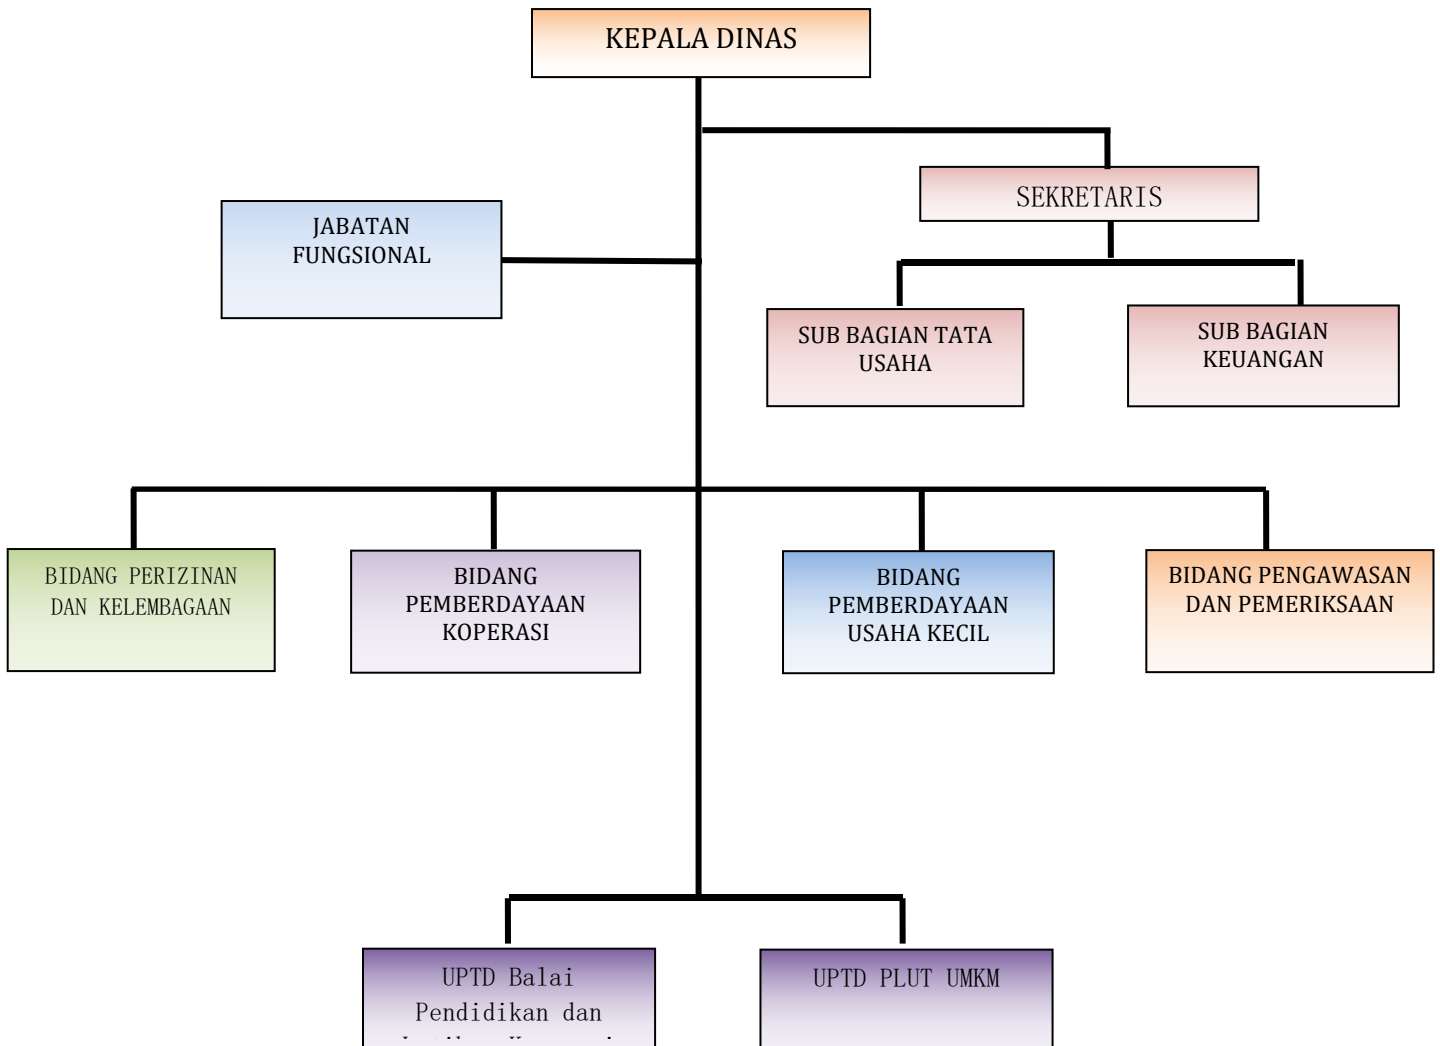 KEPALA DINAS
SEKRETARIS
JABATAN
FUNGSIONAL
SUB BAGIAN TATA
USAHA
SUB BAGIAN
KEUANGAN
BIDANG PERIZINAN
DAN KELEMBAGAAN
BIDANG
PEMBERDAYAAN
KOPERASI
BIDANG
PEMBERDAYAAN
USAHA KECIL
BIDANG PENGAWASAN
DAN PEMERIKSAAN
UPTD Balai
Pendidikan dan
UPTD PLUT UMKM